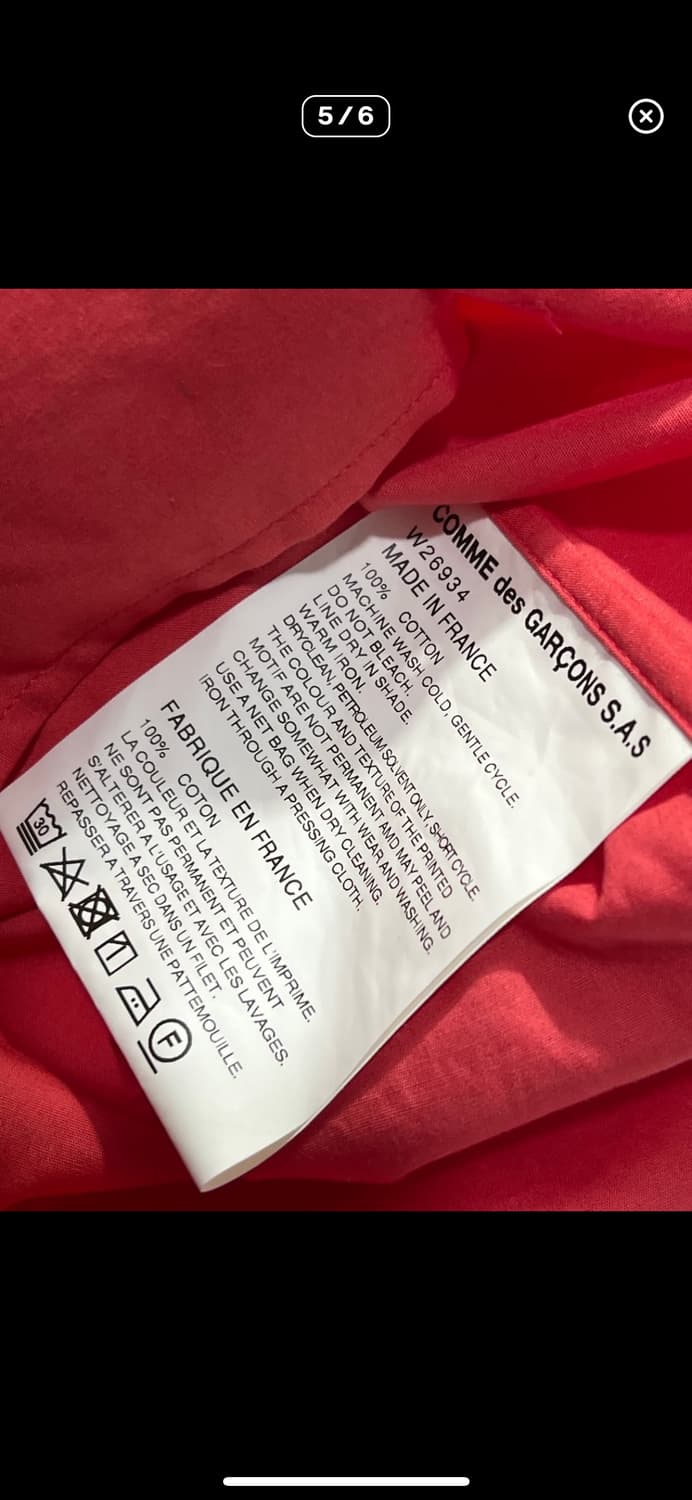 5/6
COMME des GARÇONS S.A.S
W26934
MADE IN FRANCE
100% COTTON
MACHINE WASH COLD, GENTLE CYCLE.
DO NOT BLEACH.
LINE DRY IN SHADE
WARM IRON.
DRYCLEAN, PETROLEUM SOLVENT ONLY, SHORT CYCLE.
THE COLOUR AND TEXTURE OF THE PRINTED
MOTIF ARE NOT PERMANENT AND MAY PEEL AND
CHANGE SOMEWHAT WITH WEAR AND WASHING.
USE A NET BAG WHEN DRY CLEANING.
IRON THROUGH A PRESSING CLOTH.
FABRIQUE EN FRANCE
100% COTON
LA COULEUR ET LA TEXTURE DE L'IMPRIME.
NE SONT PAS PERMANENT ET PEUVENT
S'ALTERER A L'USAGE ET AVEC LES LAVAGES.
NETTOYAGE A SEC DANS UN FILET.
REPASSER A TRAVERS UNE PATTEMOUILLE.
30
F